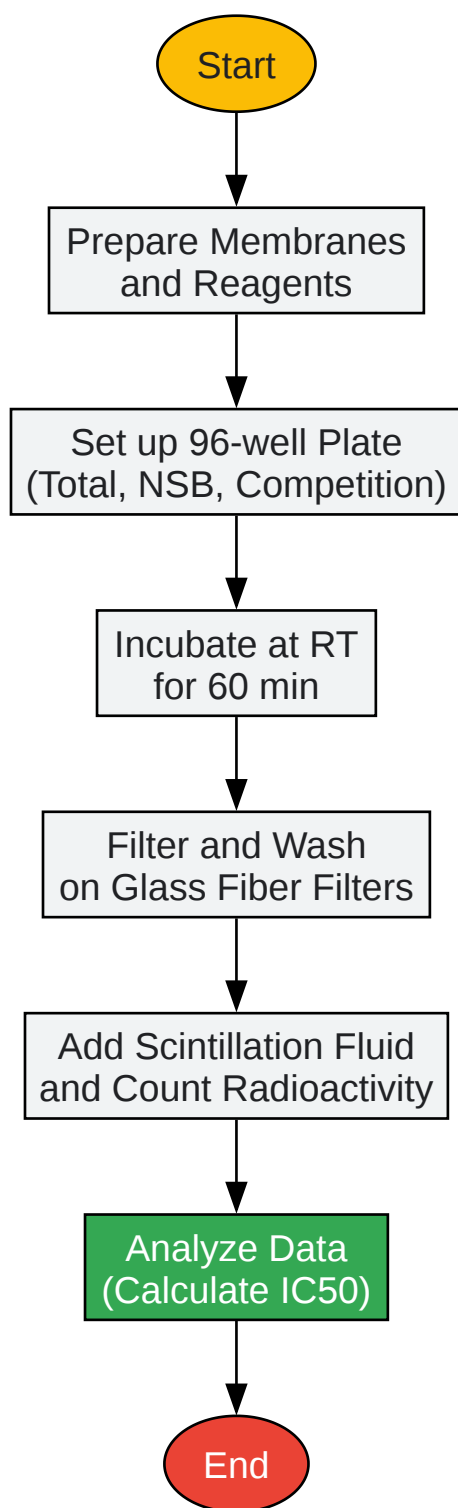 Start
Prepare Membranes
and Reagents
Set up 96-well Plate
(Total, NSB, Competition)
Incubate at RT
for 60 min
Filter and Wash
on Glass Fiber Filters
Add Scintillation Fluid
and Count Radioactivity
Analyze Data
(Calculate IC50)
End